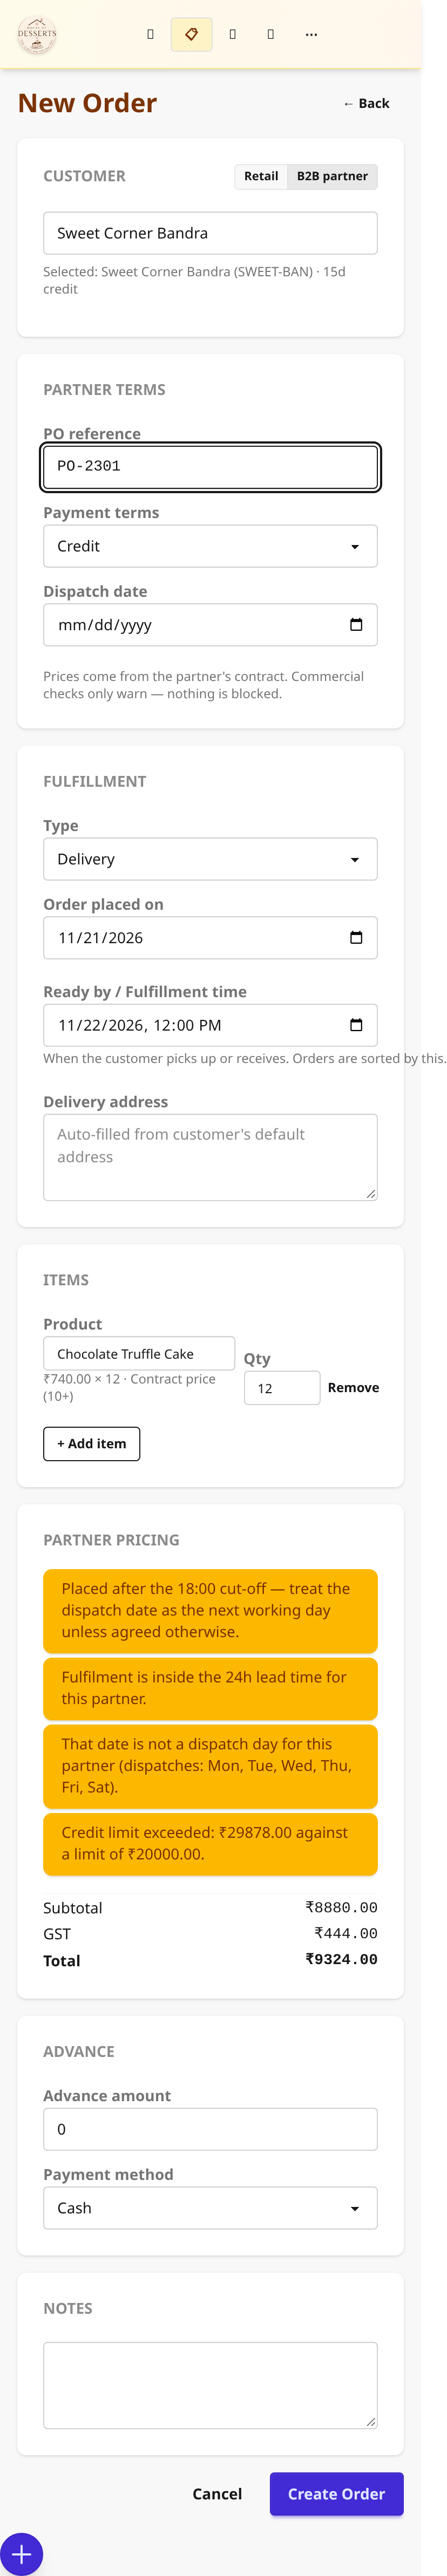 DESSERTS
New Order
← Back
CUSTOMER
Retail
B2B partner
Sweet Corner Bandra
Selected: Sweet Corner Bandra (SWEET-BAN) · 15d
credit
PARTNER TERMS
PO reference
PO-2301
Payment terms
Credit
Dispatch date
mm/dd/yyyy
Prices come from the partner's contract. Commercial
checks only warn — nothing is blocked.
FULFILLMENT
Type
Delivery
Order placed on
11/21/2026
Ready by / Fulfillment time
11/22/2026, 12:00 PM
When the customer picks up or receives. Orders are sorted by this.
Delivery address
Auto-filled from customer's default
address
ITEMS
Product
Chocolate Truffle Cake
₹740.00 × 12 · Contract price
(10+)
Qty
12
Remove
+ Add item
PARTNER PRICING
Placed after the 18:00 cut-off — treat the
dispatch date as the next working day
unless agreed otherwise.
Fulfilment is inside the 24h lead time for
this partner.
That date is not a dispatch day for this
partner (dispatches: Mon, Tue, Wed, Thu,
Fri, Sat).
Credit limit exceeded: ₹29878.00 against
a limit of ₹20000.00.
Subtotal ₹8880.00
GST ₹444.00
Total ₹9324.00
ADVANCE
Advance amount
0
Payment method
Cash
NOTES
Cancel
Create Order